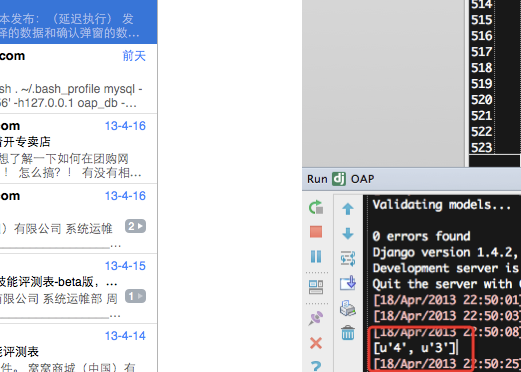 本发布：（延迟执行） 发
译的数据和确认弹窗的数…
com
前天
sh . ~/.bash_profile mysql -
66' -h127.0.0.1 oap_db -…
om
13-4-16
者开专卖店
想了解一下如何在团购网
！ 怎么搞?！ 有没有相…
om
13-4-16
）有限公司 系统运帷
2
13-4-15
技能评测表-beta版，…
有限公司 系统运帷部 周
1
13-4-14
能评测表
件。 窝窝商城（中国）有
514
515
516
517
518
519
520
521
522
523
Run dj OAP
Validating models...
0 errors found
Django version 1.4.2,
Development server is
Quit the server with
[18/Apr/2013 22:50:01]
[18/Apr/2013 22:50:03]
[18/Apr/2013 22:50:08]
[u'4', u'3']
[18/Apr/2013 22:50:25]